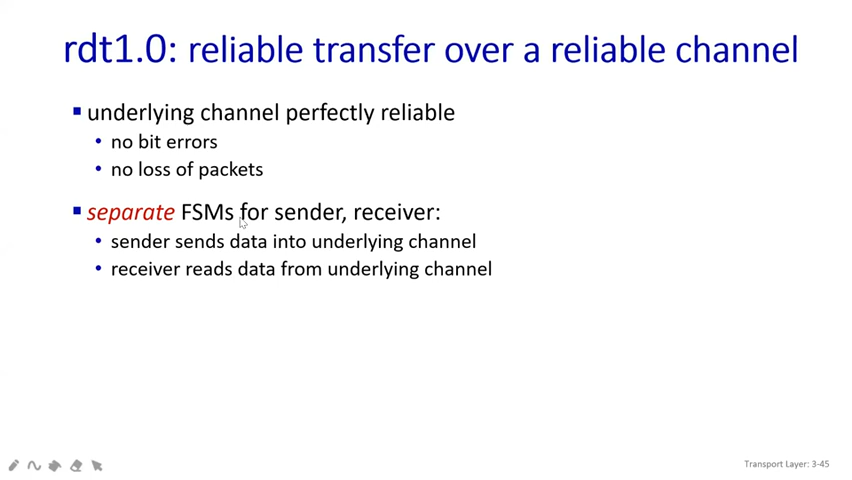 rdt1.0: reliable transfer over a reliable channel
▪ underlying channel perfectly reliable
• no bit errors
• no loss of packets
▪ separate FSMs for sender, receiver:
• sender sends data into underlying channel
• receiver reads data from underlying channel
Transport Layer: 3-45